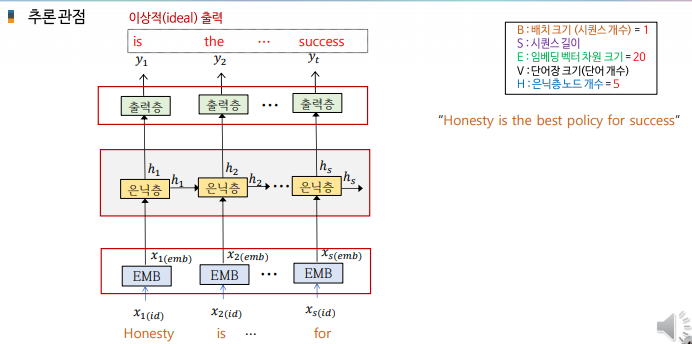 추론관점
이상적(ideal) 출력
is the ⋯ success
y₁ y₂ yₜ
출력층 출력층 ⋯ 출력층
h₁ h₂ hₛ
은닉층 h₁ 은닉층 h₂ ⋯ 은닉층 hₛ
x₁₍emb₎ x₂₍emb₎ xₛ₍emb₎
EMB EMB ⋯ EMB
x₁₍id₎ x₂₍id₎ xₛ₍id₎
Honesty is ⋯ for
B : 배치 크기 (시퀀스 개수) = 1
S : 시퀀스 길이
E : 임베딩 벡터 차원 크기 = 20
V : 단어장 크기(단어 개수)
H : 은닉층 노드 개수 = 5
“Honesty is the best policy for success”